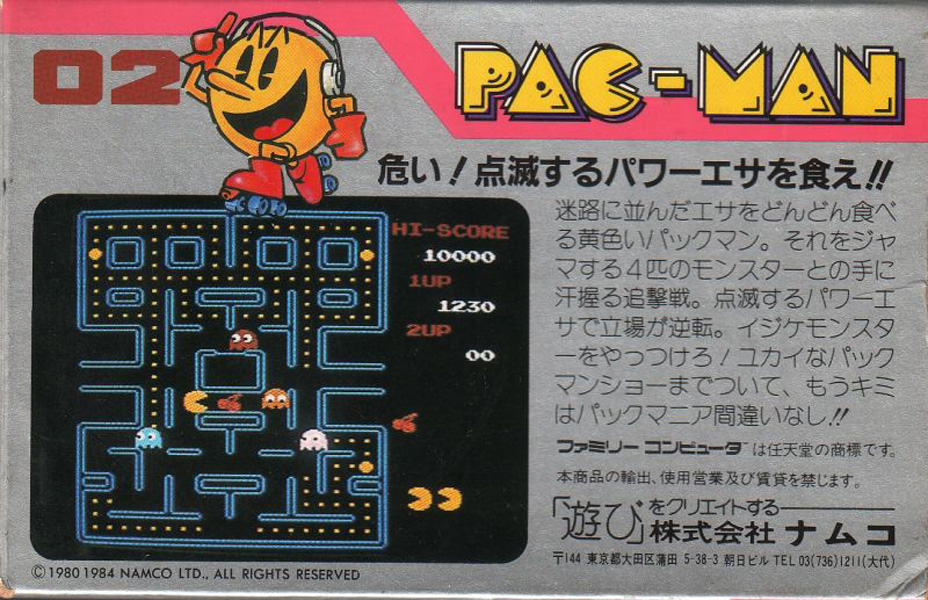 02
PAC-MAN
危い!点滅するパワーエサを食え!!
HI-SCORE
10000
1UP
1230
2UP
00
迷路に並んだエサをどんどん食べ
る黄色いパックマン。それをジャ
マする4匹のモンスターとの手に
汗握る追撃戦。点滅するパワーエ
サで立場が逆転。イジケモンスタ
ーをやっつけろ!ユカイなパック
マンショーまでついて、もうキミ
はパックマニア間違いなし!!
ファミリーコンピュータ™は任天堂の商標です。
本商品の輸出、使用営業及び賃貸を禁じます。
「遊び」をクリエイトする
株式会社ナムコ
〒144 東京都大田区蒲田 5-38-3 朝日ビル TEL 03(736)1211(大代)
©1980 1984 NAMCO LTD., ALL RIGHTS RESERVED